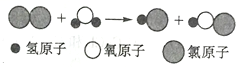 + → +
氢原子 氧原子 氯原子